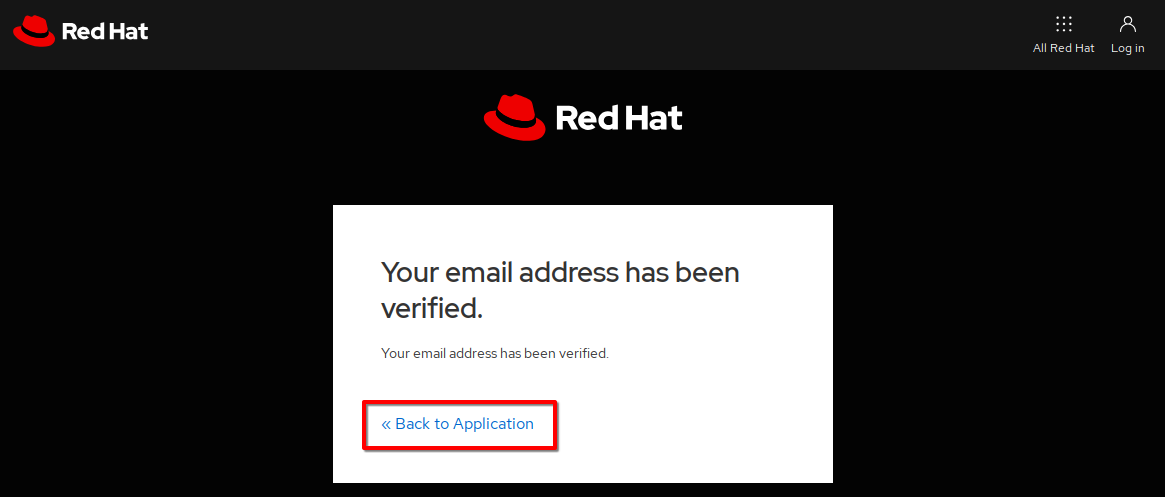 Red Hat
All Red Hat
Log in
Red Hat
Your email address has been
verified.
Your email address has been verified.
« Back to Application